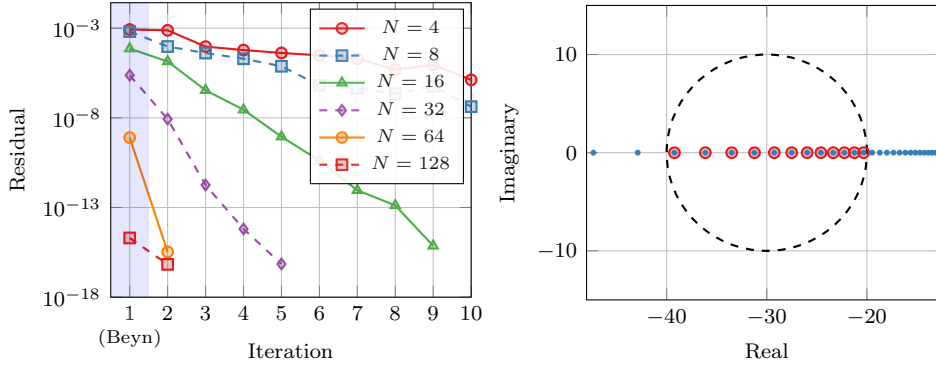 10−3
10−8
10−13
10−18
Residual
N = 4
N = 8
N = 16
N = 32
N = 64
N = 128
1 2 3 4 5 6 7 8 9 10
(Beyn)
Iteration
10
0
−10
Imaginary
−40 −30 −20
Real